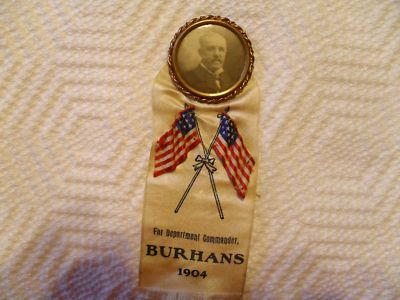 For Department Commander,
BURHANS
1904